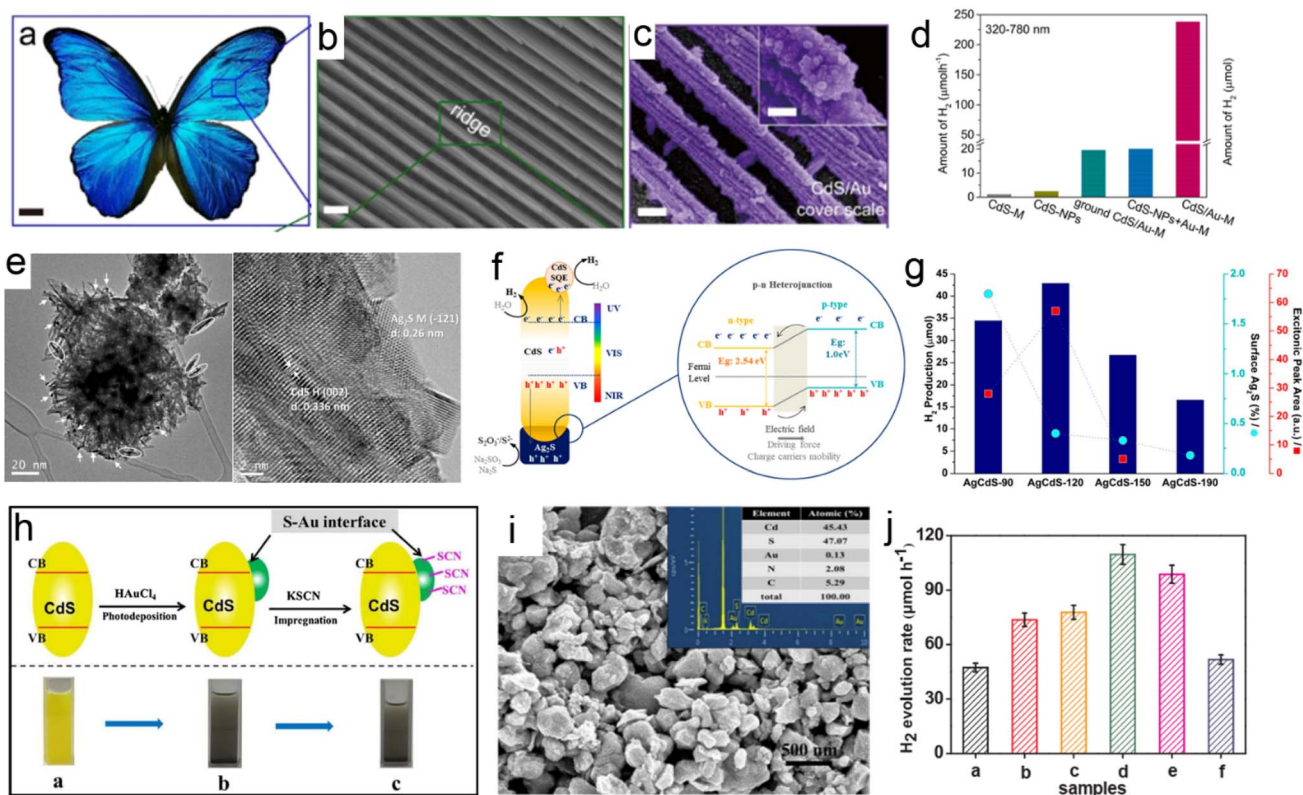 a
b
ridge
c
CdS/Au
cover scale
d
320-780 nm
Amount of H₂ (μmolh⁻¹)
250
200
150
100
50
20
10
0
Amount of H₂ (μmol)
CdS-M
CdS-NPs
ground CdS/Au-M
CdS-NPs+Au-M
CdS/Au-M
e
20 nm
Ag₂S M (-121)
d: 0.26 nm
CdS H (002)
d: 0.336 nm
2 nm
f
CdS
SQE
H₂
H₂O
e⁻ e⁻
e⁻
H₂
H₂O
e⁻ e⁻ e⁻ e⁻
CB
CdS
e⁻
h⁺
VB
h⁺ h⁺ h⁺ h⁺
UV
VIS
NIR
S₂O₃⁻/S²⁻
Na₂SO₃
Na₂S
Ag₂S
h⁺ h⁺ h⁺
p-n Heterojunction
n-type
p-type
e⁻ e⁻ e⁻ e⁻ e⁻
e⁻ e⁻ e⁻
CB
CB
Eg: 2.54 eV
Eg: 1.0eV
Fermi
Level
VB
VB
h⁺ h⁺ h⁺
h⁺ h⁺ h⁺ h⁺ h⁺
Electric field
Driving force
Charge carriers mobility
g
H₂ Production (μmol)
45
40
35
30
25
20
15
10
5
0
2.0
1.5
1.0
0.5
0.0
Surface Ag₂S (%) /
70
60
50
40
30
20
10
0
Excitonic Peak Area (a.u.) /
AgCdS-90
AgCdS-120
AgCdS-150
AgCdS-190
h
S-Au interface
CB
CdS
VB
HAuCl₄
Photodeposition
CB
CdS
VB
KSCN
Impregnation
CB
CdS
VB
SCN
SCN
SCN
a
b
c
i
Element Atomic (%)
Cd 45.43
S 47.07
Au 0.13
N 2.08
C 5.29
total 100.00
500 nm
j
H2 evolution rate (μmol h⁻¹)
120
90
60
30
0
a
b
c
d
e
f
samples